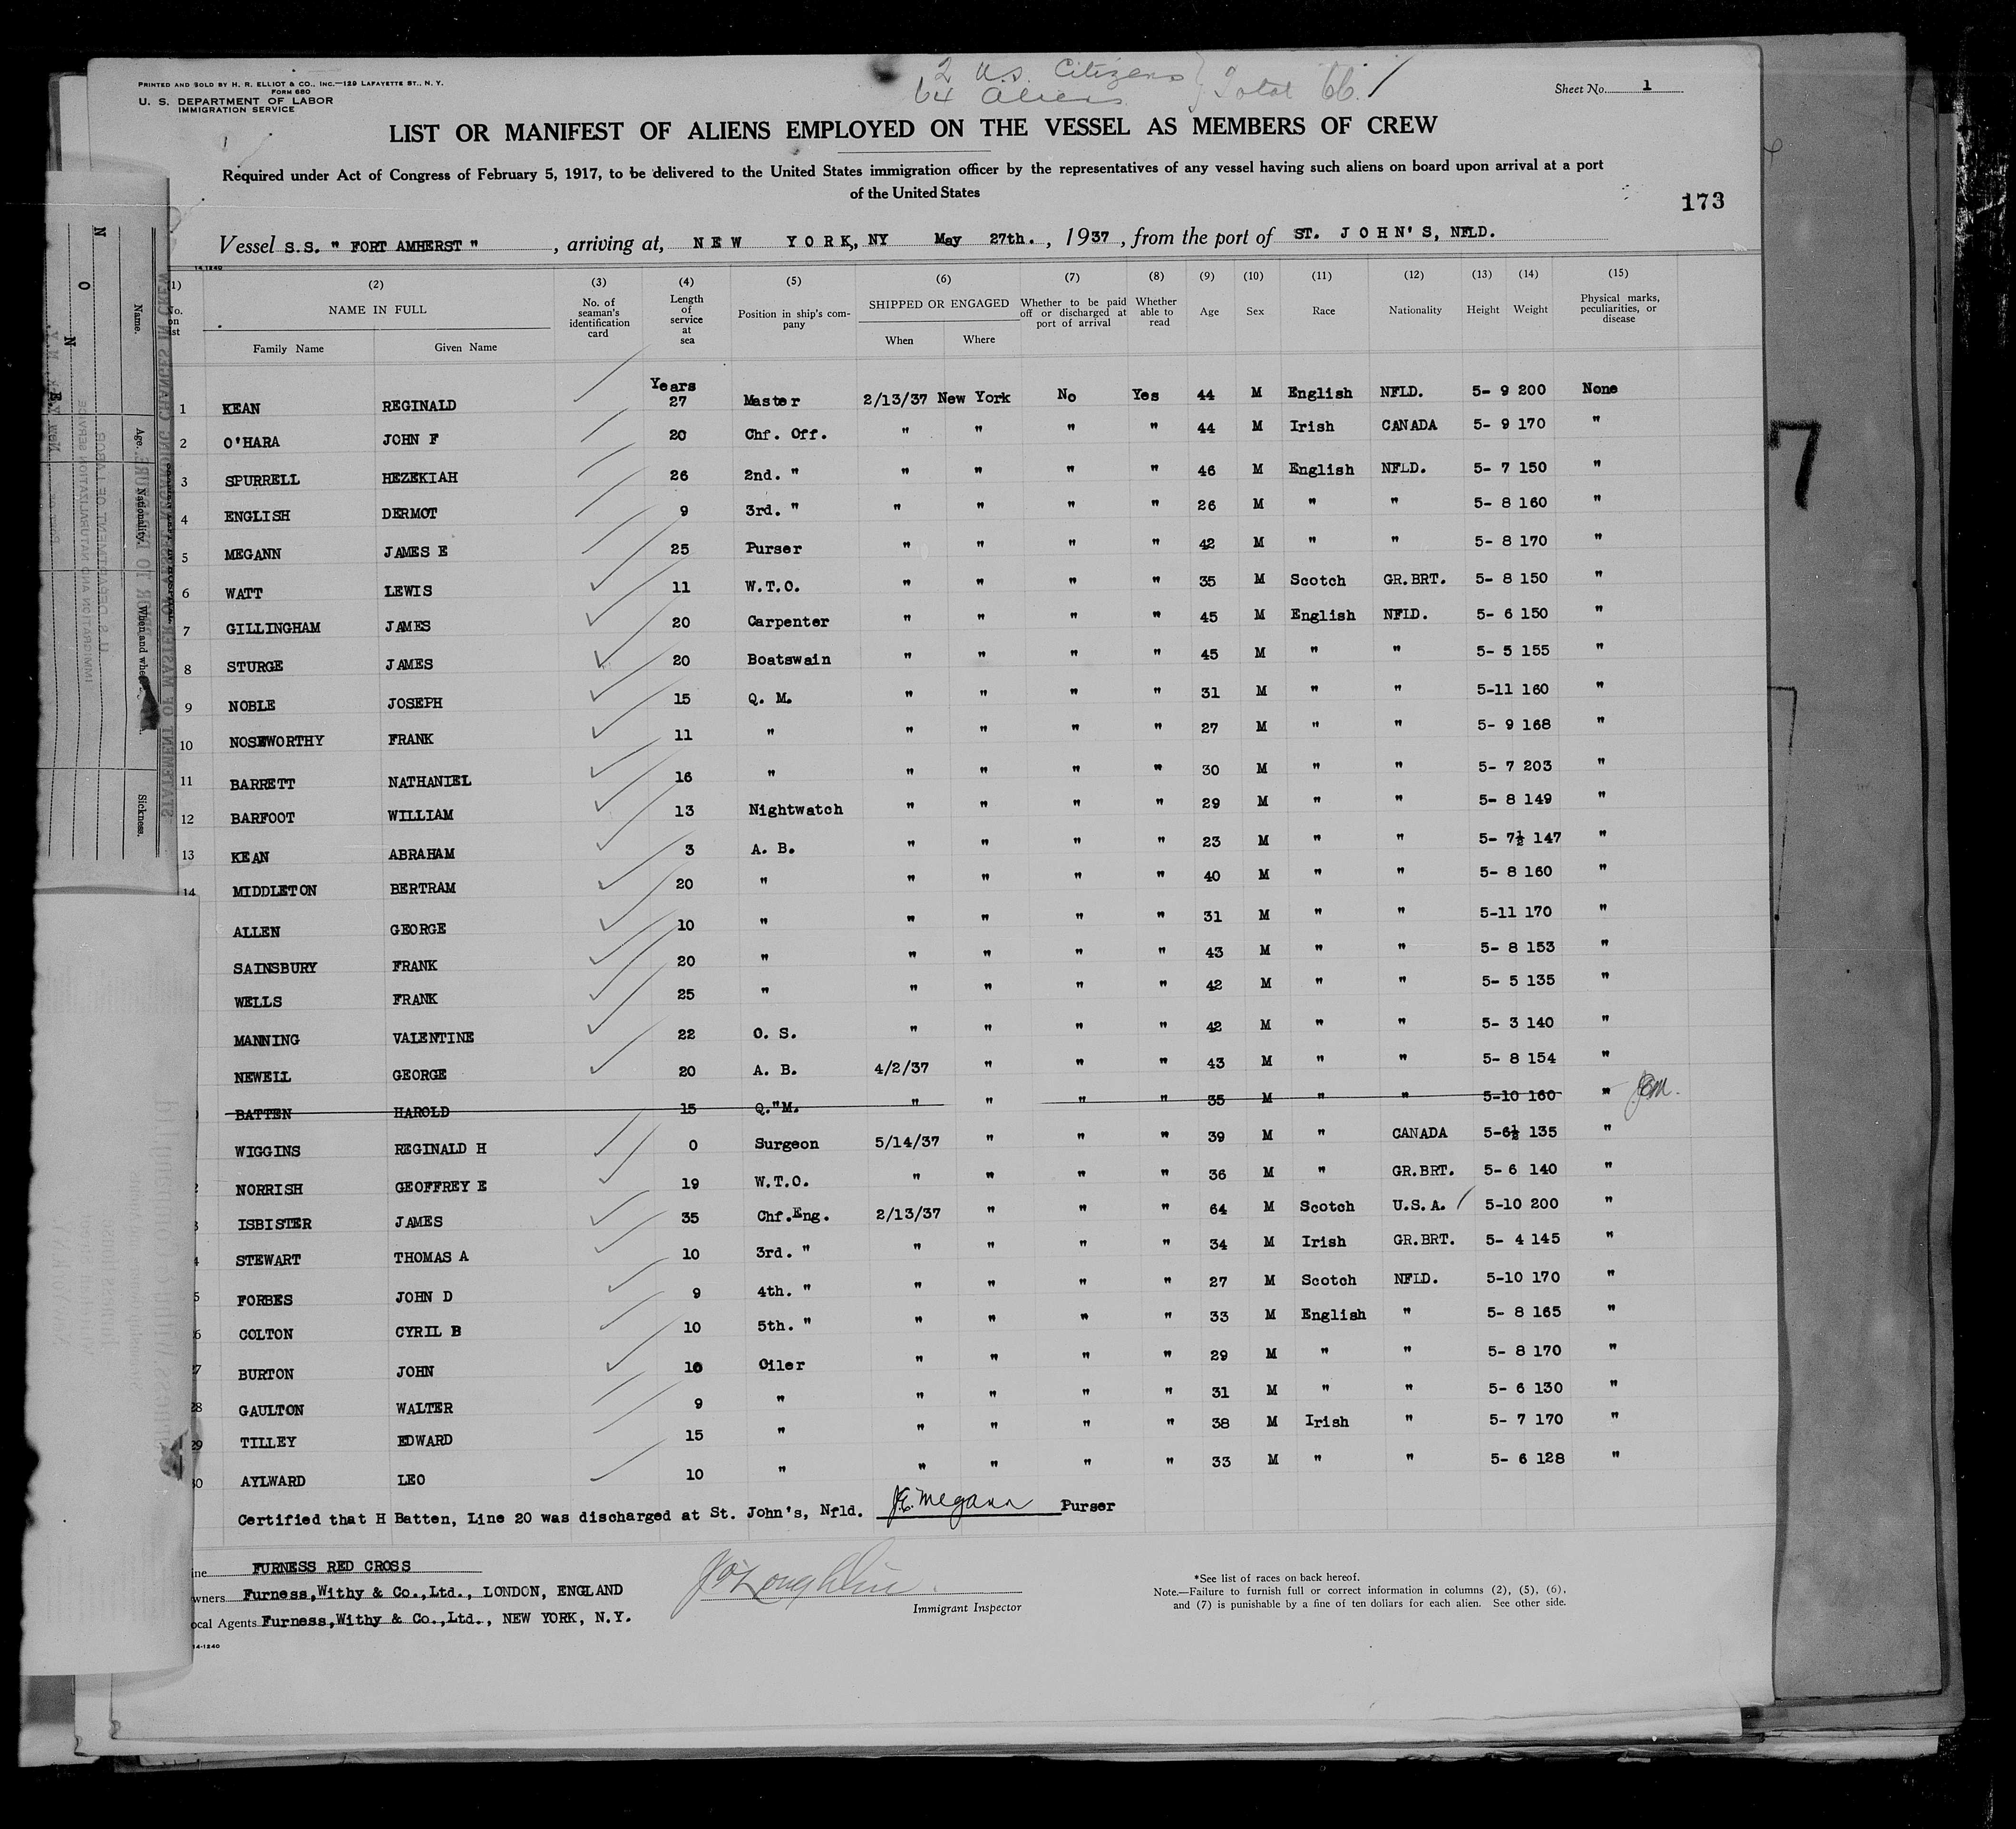 2 U.S. Citizens
64 Aliens } Total 66. /
PRINTED AND SOLD BY H. R. ELLIOT & CO., INC.—129 LAFAYETTE ST., N. Y.
FORM 680
U. S. DEPARTMENT OF LABOR
IMMIGRATION SERVICE
Sheet No. 1
LIST OR MANIFEST OF ALIENS EMPLOYED ON THE VESSEL AS MEMBERS OF CREW
Required under Act of Congress of February 5, 1917, to be delivered to the United States immigration officer by the representatives of any vessel having such aliens on board upon arrival at a port
of the United States
173
Vessel S.S. " FORT AMHERST " , arriving at, NEW YORK, NY May 27th. , 1937 , from the port of ST. JOHN'S, NFLD.
14-1240
(1) (2) (3) (4) (5) (6) (7) (8) (9) (10) (11) (12) (13) (14) (15)
No. on list NAME IN FULL Family Name Given Name No. of seaman's identification card Length of service at sea Position in ship's company SHIPPED OR ENGAGED When Where Whether to be paid off or discharged at port of arrival Whether able to read Age Sex Race Nationality Height Weight Physical marks, peculiarities, or disease
Years
1 KEAN REGINALD 27 Master 2/13/37 New York No Yes 44 M English NFLD. 5- 9 200 None
2 O'HARA JOHN F 20 Chf. Off. " " " " 44 M Irish CANADA 5- 9 170 "
3 SPURRELL HEZEKIAH 26 2nd. " " " " " 46 M English NFLD. 5- 7 150 "
4 ENGLISH DERMOT 9 3rd. " " " " " 26 M " " 5- 8 160 "
5 MEGANN JAMES E 25 Purser " " " " 42 M " " 5- 8 170 "
6 WATT LEWIS 11 W.T.O. " " " " 35 M Scotch GR.BRT. 5- 8 150 "
7 GILLINGHAM JAMES 20 Carpenter " " " " 45 M English NFLD. 5- 6 150 "
8 STURGE JAMES 20 Boatswain " " " " 45 M " " 5- 5 155 "
9 NOBLE JOSEPH 15 Q. M. " " " " 31 M " " 5-11 160 "
10 NOSEWORTHY FRANK 11 " " " " " 27 M " " 5- 9 168 "
11 BARRETT NATHANIEL 16 " " " " " 30 M " " 5- 7 203 "
12 BARFOOT WILLIAM 13 Nightwatch " " " " 29 M " " 5- 8 149 "
13 KEAN ABRAHAM 3 A. B. " " " " 23 M " " 5- 7½ 147 "
14 MIDDLETON BERTRAM 20 " " " " " 40 M " " 5- 8 160 "
ALLEN GEORGE 10 " " " " " 31 M " " 5-11 170 "
SAINSBURY FRANK 20 " " " " " 43 M " " 5- 8 153 "
WELLS FRANK 25 " " " " " 42 M " " 5- 5 135 "
MANNING VALENTINE 22 O. S. " " " " 42 M " " 5- 3 140 "
NEWELL GEORGE 20 A. B. 4/2/37 " " " 43 M " " 5- 8 154 "
BATTEN HAROLD 15 Q."M. " " " " 35 M " " 5-10 160 " JEM.
WIGGINS REGINALD H 0 Surgeon 5/14/37 " " " 39 M " CANADA 5-6½ 135 "
2 NORRISH GEOFFREY E 19 W.T.O. " " " " 36 M " GR.BRT. 5- 6 140 "
3 ISBISTER JAMES 35 Chf.Eng. 2/13/37 " " " 64 M Scotch U.S.A. / 5-10 200 "
4 STEWART THOMAS A 10 3rd. " " " " " 34 M Irish GR.BRT. 5- 4 145 "
5 FORBES JOHN D 9 4th. " " " " " 27 M Scotch NFLD. 5-10 170 "
6 COLTON CYRIL B 10 5th. " " " " " 33 M English " 5- 8 165 "
7 BURTON JOHN 10 Oiler " " " " 29 M " " 5- 8 170 "
28 GAULTON WALTER 9 " " " " " 31 M " " 5- 6 130 "
29 TILLEY EDWARD 15 " " " " " 38 M Irish " 5- 7 170 "
30 AYLWARD LEO 10 " " " " " 33 M " " 5- 6 128 "
Certified that H Batten, Line 20 was discharged at St. John's, Nfld. J.E. Megann Purser
ine FURNESS RED CROSS
wners Furness,Withy & Co.,Ltd., LONDON, ENGLAND
ocal Agents Furness,Withy & Co.,Ltd., NEW YORK, N.Y.
14-1240
J O'Loughlin
Immigrant Inspector
*See list of races on back hereof.
Note.—Failure to furnish full or correct information in columns (2), (5), (6),
and (7) is punishable by a fine of ten dollars for each alien. See other side.
Name.
Age.
Nationality.
Sickness.
7